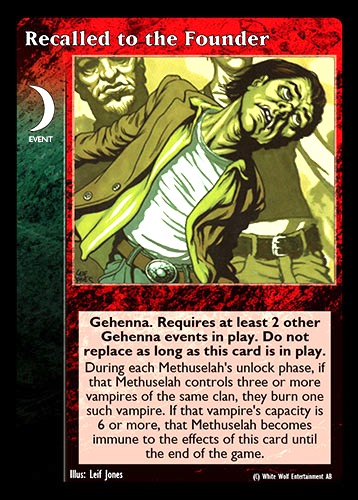 Recalled to the Founder
EVENT
Gehenna. Requires at least 2 other
Gehenna events in play. Do not
replace as long as this card is in play.
During each Methuselah's unlock phase, if
that Methuselah controls three or more
vampires of the same clan, they burn one
such vampire. If that vampire's capacity is
6 or more, that Methuselah becomes
immune to the effects of this card until
the end of the game.
Illus: Leif Jones
(C) White Wolf Entertainment AB